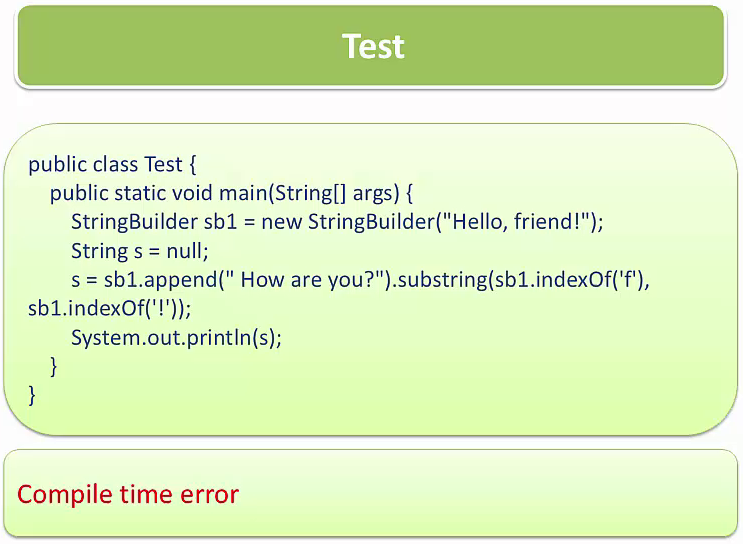 Test
public class Test {
public static void main(String[] args) {
StringBuilder sb1 = new StringBuilder("Hello, friend!");
String s = null;
s = sb1.append(" How are you?").substring(sb1.indexOf('f'),
sb1.indexOf('!'));
System.out.println(s);
}
}
Compile time error